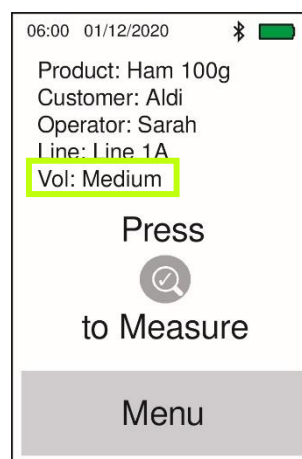 06:00 01/12/2020
Product: Ham 100g
Customer: Aldi
Operator: Sarah
Line: Line 1A
Vol: Medium
Press
to Measure
Menu